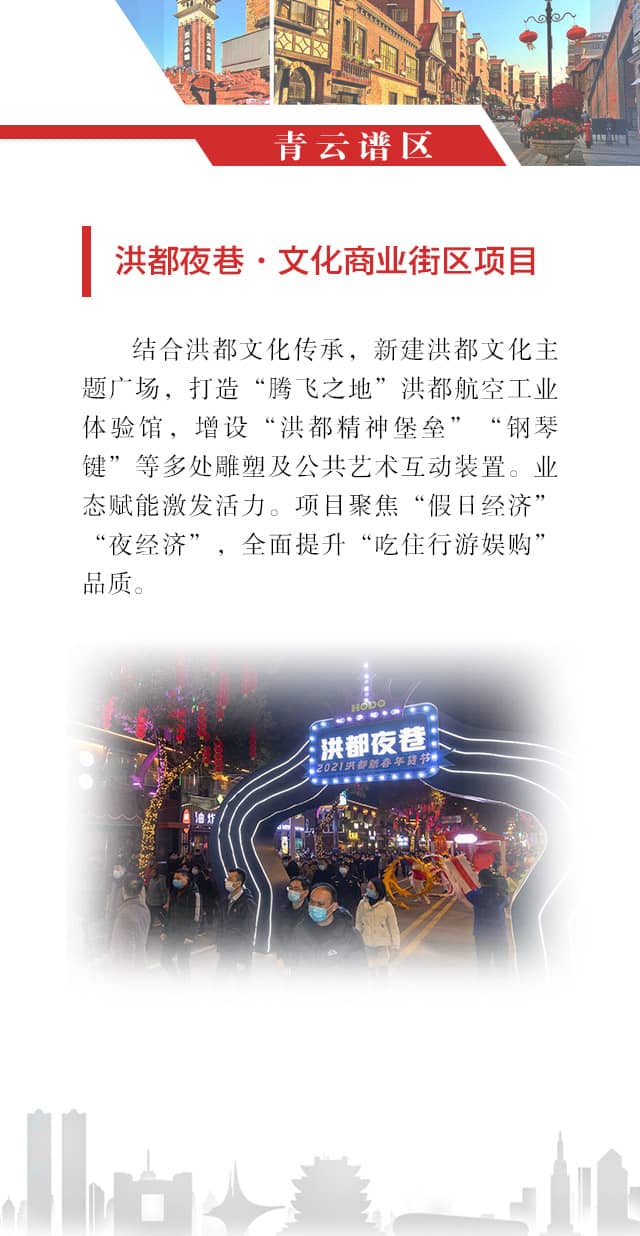 青云谱区
洪都夜巷·文化商业街区项目
结合洪都文化传承，新建洪都文化主
题广场，打造“腾飞之地”洪都航空工业
体验馆，增设“洪都精神堡垒”“钢琴
键”等多处雕塑及公共艺术互动装置。业
态赋能激发活力。项目聚焦“假日经济”
“夜经济”，全面提升“吃住行游娱购”
品质。
HODO
洪都夜巷
2021洪都新春年货节
油炸